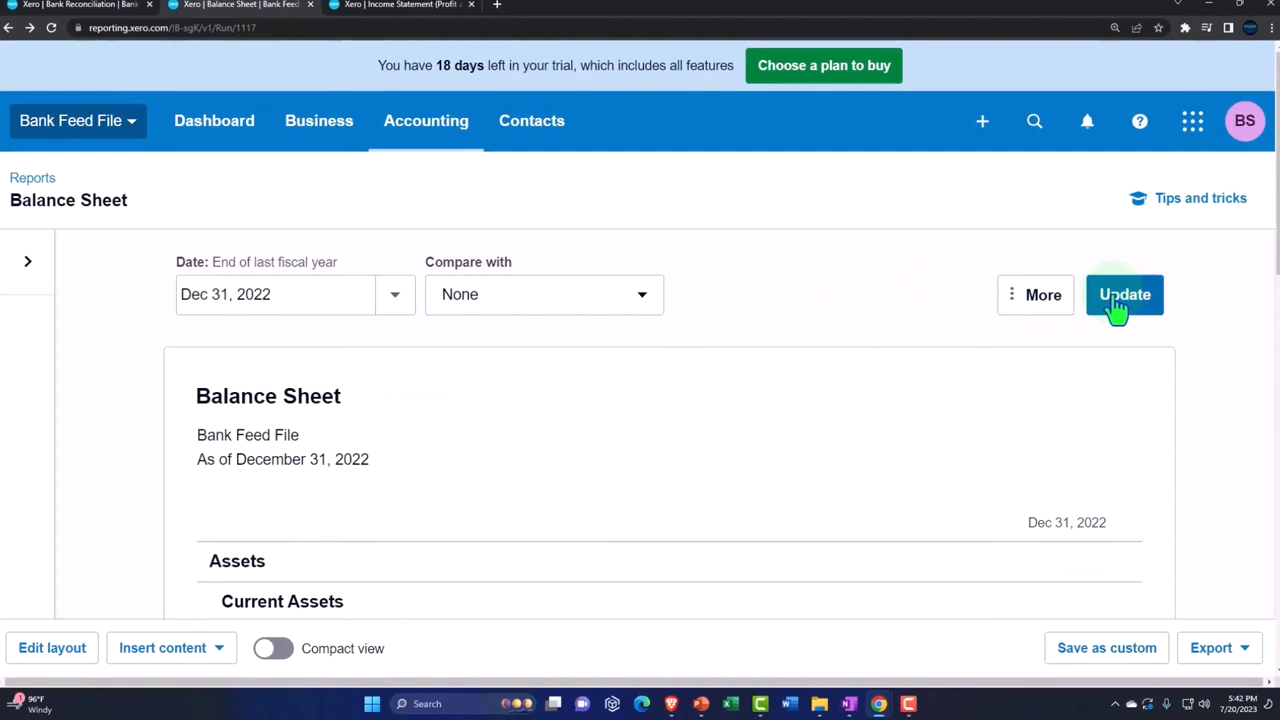 Xero | Bank Reconciliation | Bank
Xero | Balance Sheet | Bank Feed
Xero | Income Statement (Profit a
reporting.xero.com/!B-sgK/v1/Run/1117
You have 18 days left in your trial, which includes all features
Choose a plan to buy
Bank Feed File
Dashboard
Business
Accounting
Contacts
BS
Reports
Balance Sheet
Tips and tricks
Date: End of last fiscal year
Compare with
Dec 31, 2022
None
More
Update
Balance Sheet
Bank Feed File
As of December 31, 2022
Dec 31, 2022
Assets
Current Assets
Edit layout
Insert content
Compact view
Save as custom
Export
96°F
Windy
Search
5:42 PM
7/20/2023